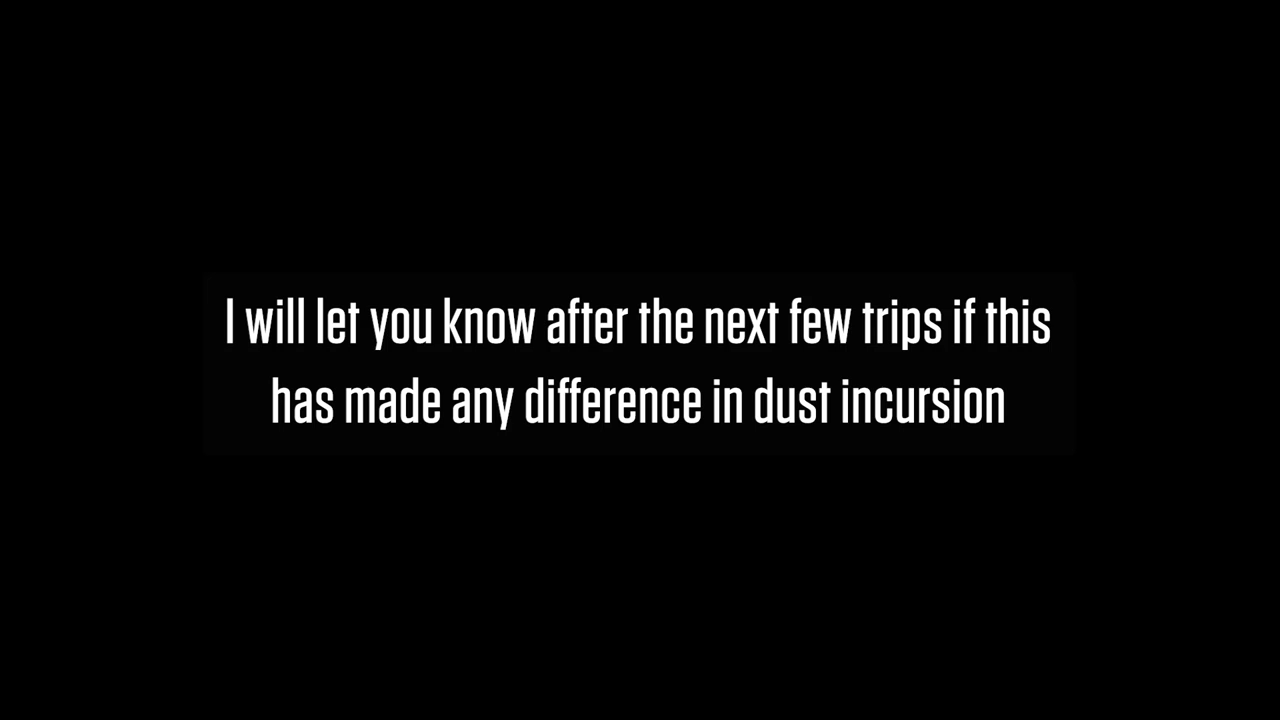 I will let you know after the next few trips if this
has made any difference in dust incursion